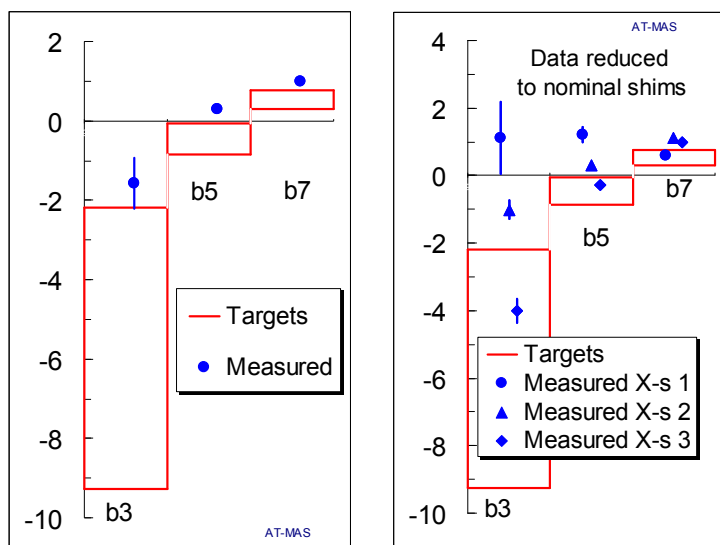 2
0
-2
-4
-6
-8
-10
b3
b5
b7
Targets
Measured
AT-MAS
AT-MAS
Data reduced
to nominal shims
4
2
0
-2
-4
-6
-8
-10
b7
b5
b3
Targets
Measured X-s 1
Measured X-s 2
Measured X-s 3